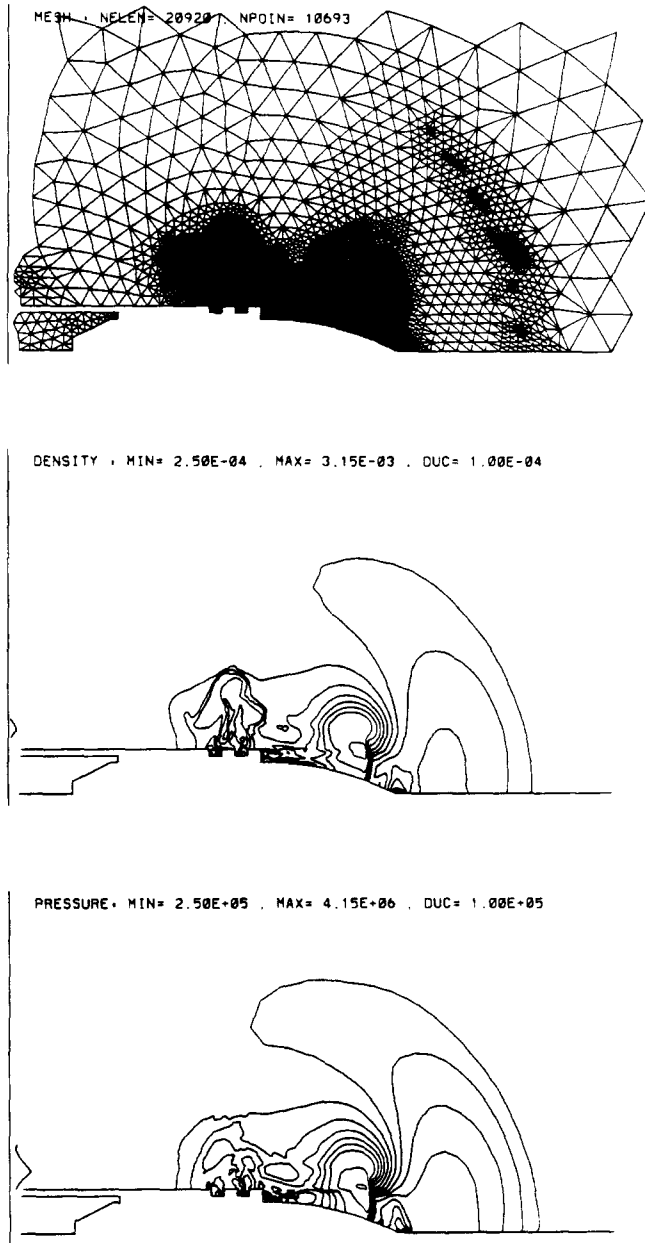 MESH : NELEM= 20920 , NPOIN= 10693
DENSITY : MIN= 2.50E-04 , MAX= 3.15E-03 , DUC= 1.00E-04
PRESSURE: MIN= 2.50E+05 , MAX= 4.15E+06 , DUC= 1.00E+05